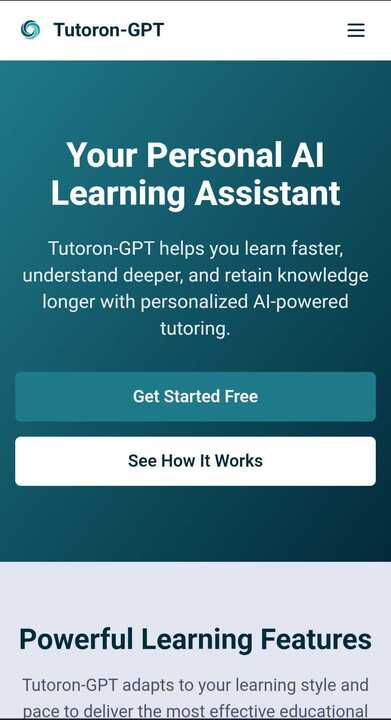 Tutoron-GPT
Your Personal AI
Learning Assistant
Tutoron-GPT helps you learn faster,
understand deeper, and retain knowledge
longer with personalized AI-powered
tutoring.
Get Started Free
See How It Works
Powerful Learning Features
Tutoron-GPT adapts to your learning style and
pace to deliver the most effective educational